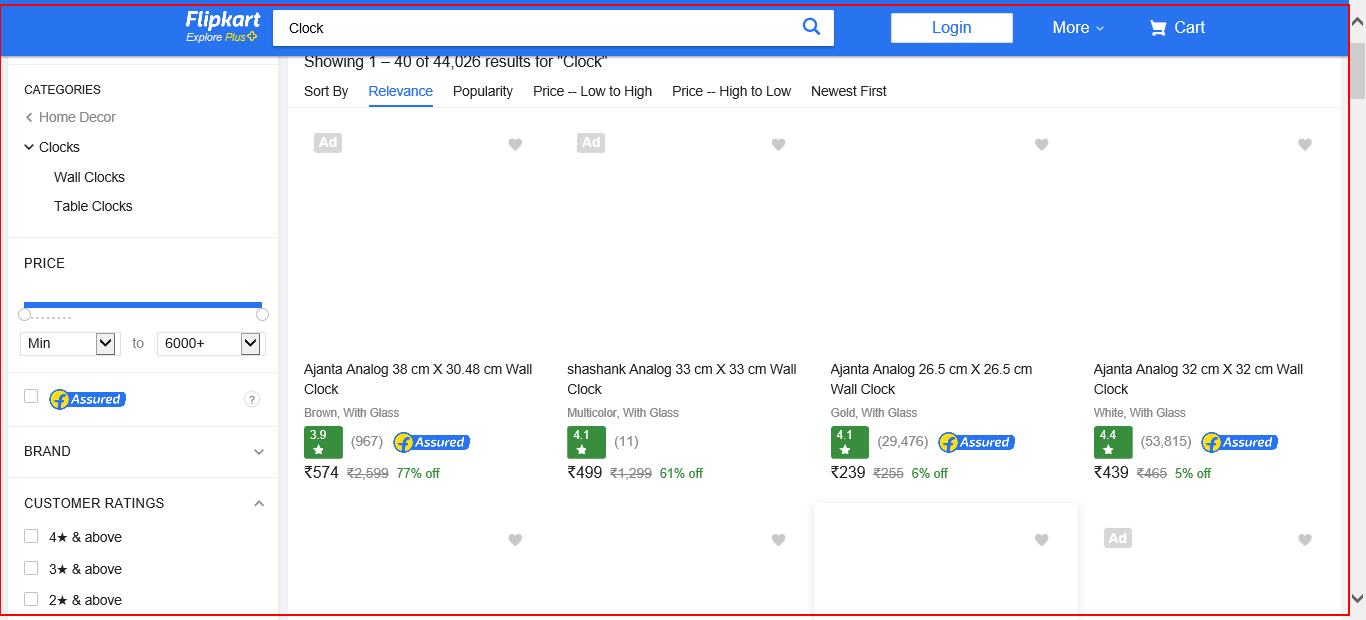 Flipkart
Explore Plus
Clock
Login
More
Cart
CATEGORIES
Home Decor
Clocks
Wall Clocks
Table Clocks
PRICE
Min to 6000+
Assured ?
BRAND
CUSTOMER RATINGS
4★ & above
3★ & above
2★ & above
Showing 1 – 40 of 44,026 results for "Clock"
Sort By Relevance Popularity Price -- Low to High Price -- High to Low Newest First
Ad
Ajanta Analog 38 cm X 30.48 cm Wall
Clock
Brown, With Glass
3.9★ (967) Assured
₹574 ₹2,599 77% off
Ad
shashank Analog 33 cm X 33 cm Wall
Clock
Multicolor, With Glass
4.1★ (11)
₹499 ₹1,299 61% off
Ajanta Analog 26.5 cm X 26.5 cm
Wall Clock
Gold, With Glass
4.1★ (29,476) Assured
₹239 ₹255 6% off
Ajanta Analog 32 cm X 32 cm Wall
Clock
White, With Glass
4.4★ (53,815) Assured
₹439 ₹465 5% off
Ad